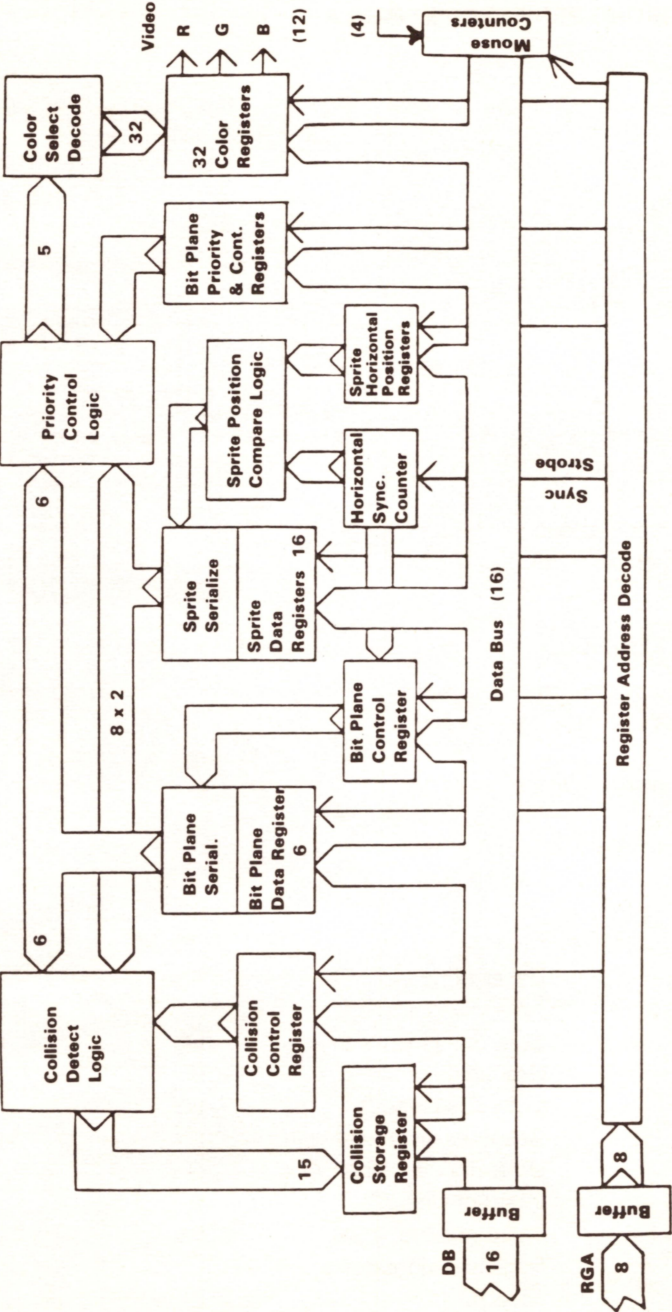 Video
R
G
B
(12)
(4)
Mouse
Counters
Color
Select
Decode
32
32
Color
Registers
5
Bit Plane
Priority
& Cont.
Registers
Priority
Control
Logic
Sprite Position
Compare Logic
Sprite
Horizontal
Position
Registers
Horizontal
Sync.
Counter
6
8 x 2
6
Sprite
Serialize
Sprite
Data
Registers 16
Bit Plane
Control
Register
Bit Plane
Serial.
Bit Plane
Data Register
6
Collision
Detect
Logic
Collision
Control
Register
15
Collision
Storage
Register
Strobe
Sync
Data Bus (16)
Register Address Decode
Buffer
DB
16
Buffer
8
RGA
8